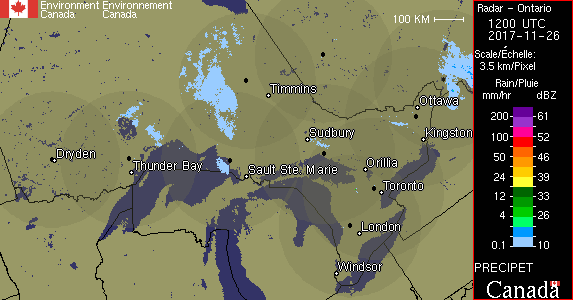 Environment Environnement
Canada Canada
100 KM
Timmins
Ottawa
Sudbury
Kingston
Dryden
Thunder Bay
Sault Ste. Marie
Orillia
Toronto
London
Windsor
Radar - Ontario
1200 UTC
2017-11-26
Scale/Échelle:
3.5 km/Pixel
Rain/Pluie
mm/hr dBZ
200 61
100 52
50 46
24 39
12 33
4 26
0.1 10
PRECIPET
Canada